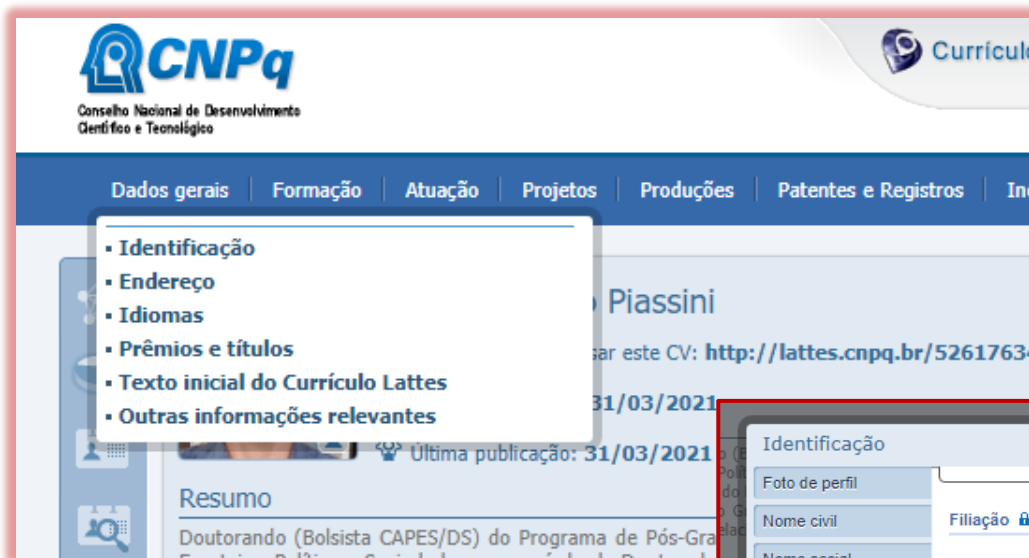 CNPq
Conselho Nacional de Desenvolvimento
Científico e Tecnológico
Currículo
Dados gerais Formação Atuação Projetos Produções Patentes e Registros
▪ Identificação
▪ Endereço
▪ Idiomas
▪ Prêmios e títulos
▪ Texto inicial do Currículo Lattes
▪ Outras informações relevantes
Piassini
este CV: http://lattes.cnpq.br/5261763
31/03/2021
Última publicação: 31/03/2021
Resumo
Doutorando (Bolsista CAPES/DS) do Programa de Pós-Gra
Identificação
Foto de perfil
Nome civil
Filiação